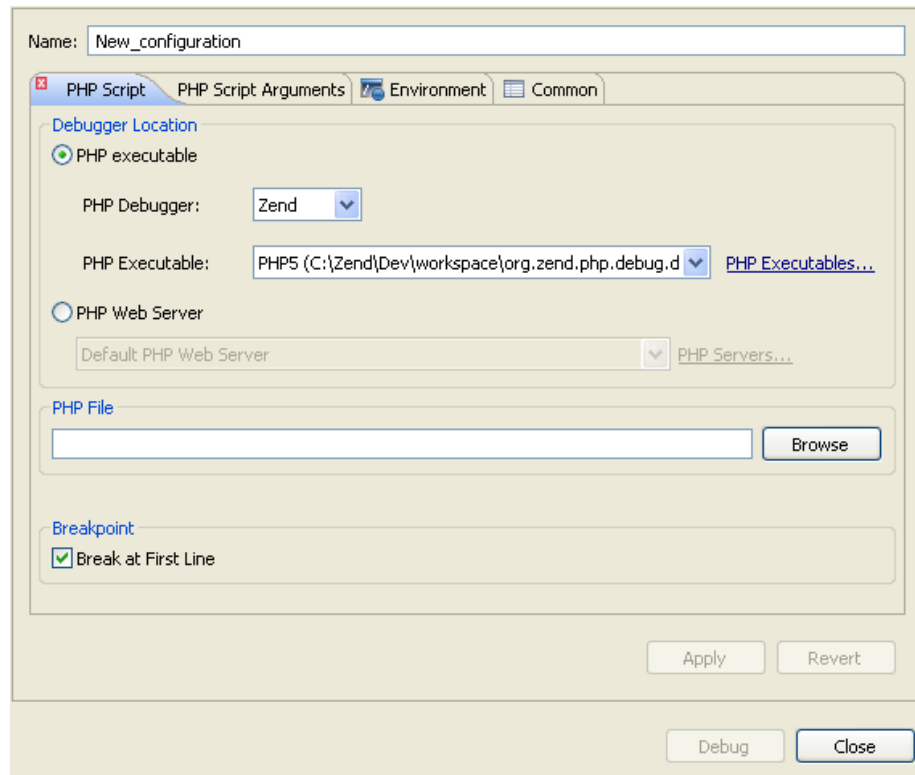 Name: New_configuration
PHP Script PHP Script Arguments Environment Common
Debugger Location
PHP executable
PHP Debugger: Zend
PHP Executable: PHP5 (C:\Zend\Dev\workspace\org.zend.php.debug.d PHP Executables...
PHP Web Server
Default PHP Web Server PHP Servers...
PHP File
Browse
Breakpoint
Break at First Line
Apply Revert
Debug Close